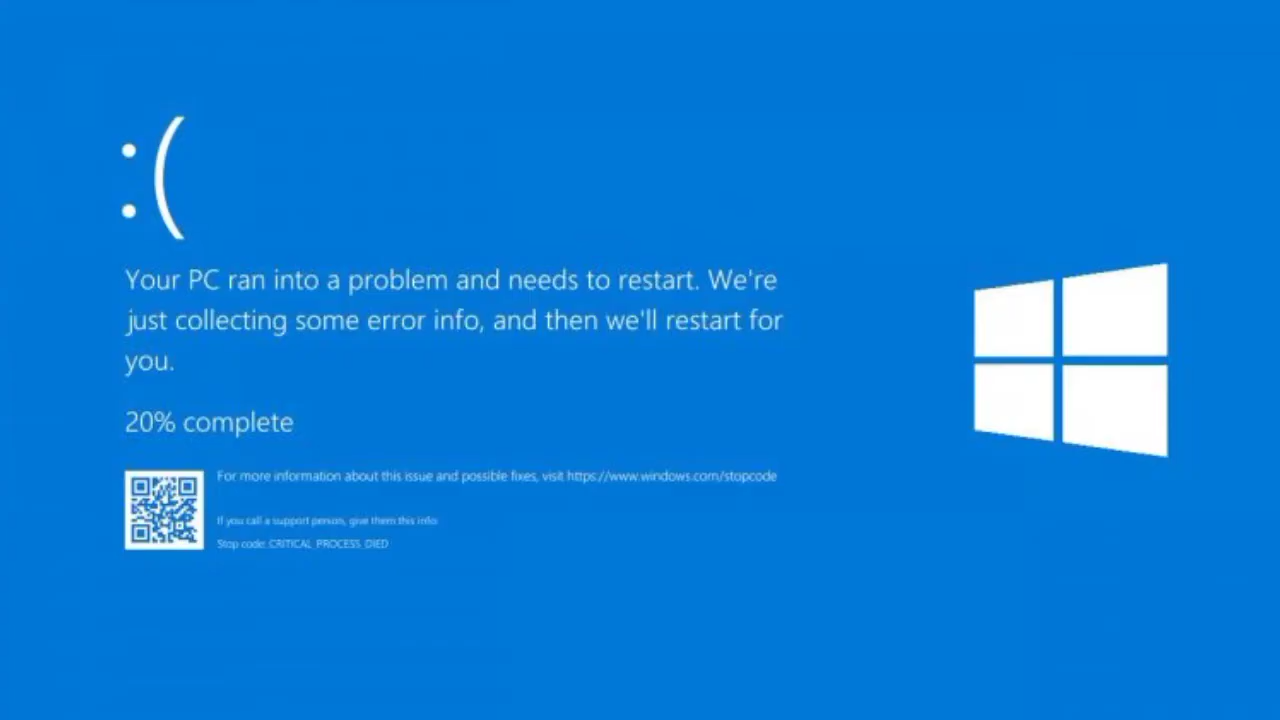 :(
Your PC ran into a problem and needs to restart. We're
just collecting some error info, and then we'll restart for
you.
20% complete
For more information about this issue and possible fixes, visit https://www.windows.com/stopcode
If you call a support person, give them this info:
Stop code: CRITICAL_PROCESS_DIED